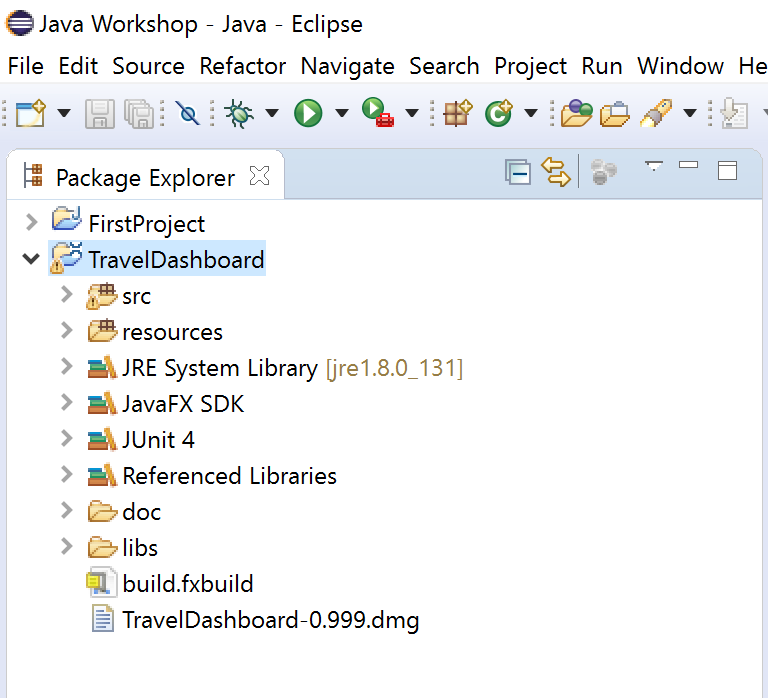 Java Workshop - Java - Eclipse
File Edit Source Refactor Navigate Search Project Run Window He
Package Explorer
FirstProject
TravelDashboard
src
resources
JRE System Library [jre1.8.0_131]
JavaFX SDK
JUnit 4
Referenced Libraries
doc
libs
build.fxbuild
TravelDashboard-0.999.dmg